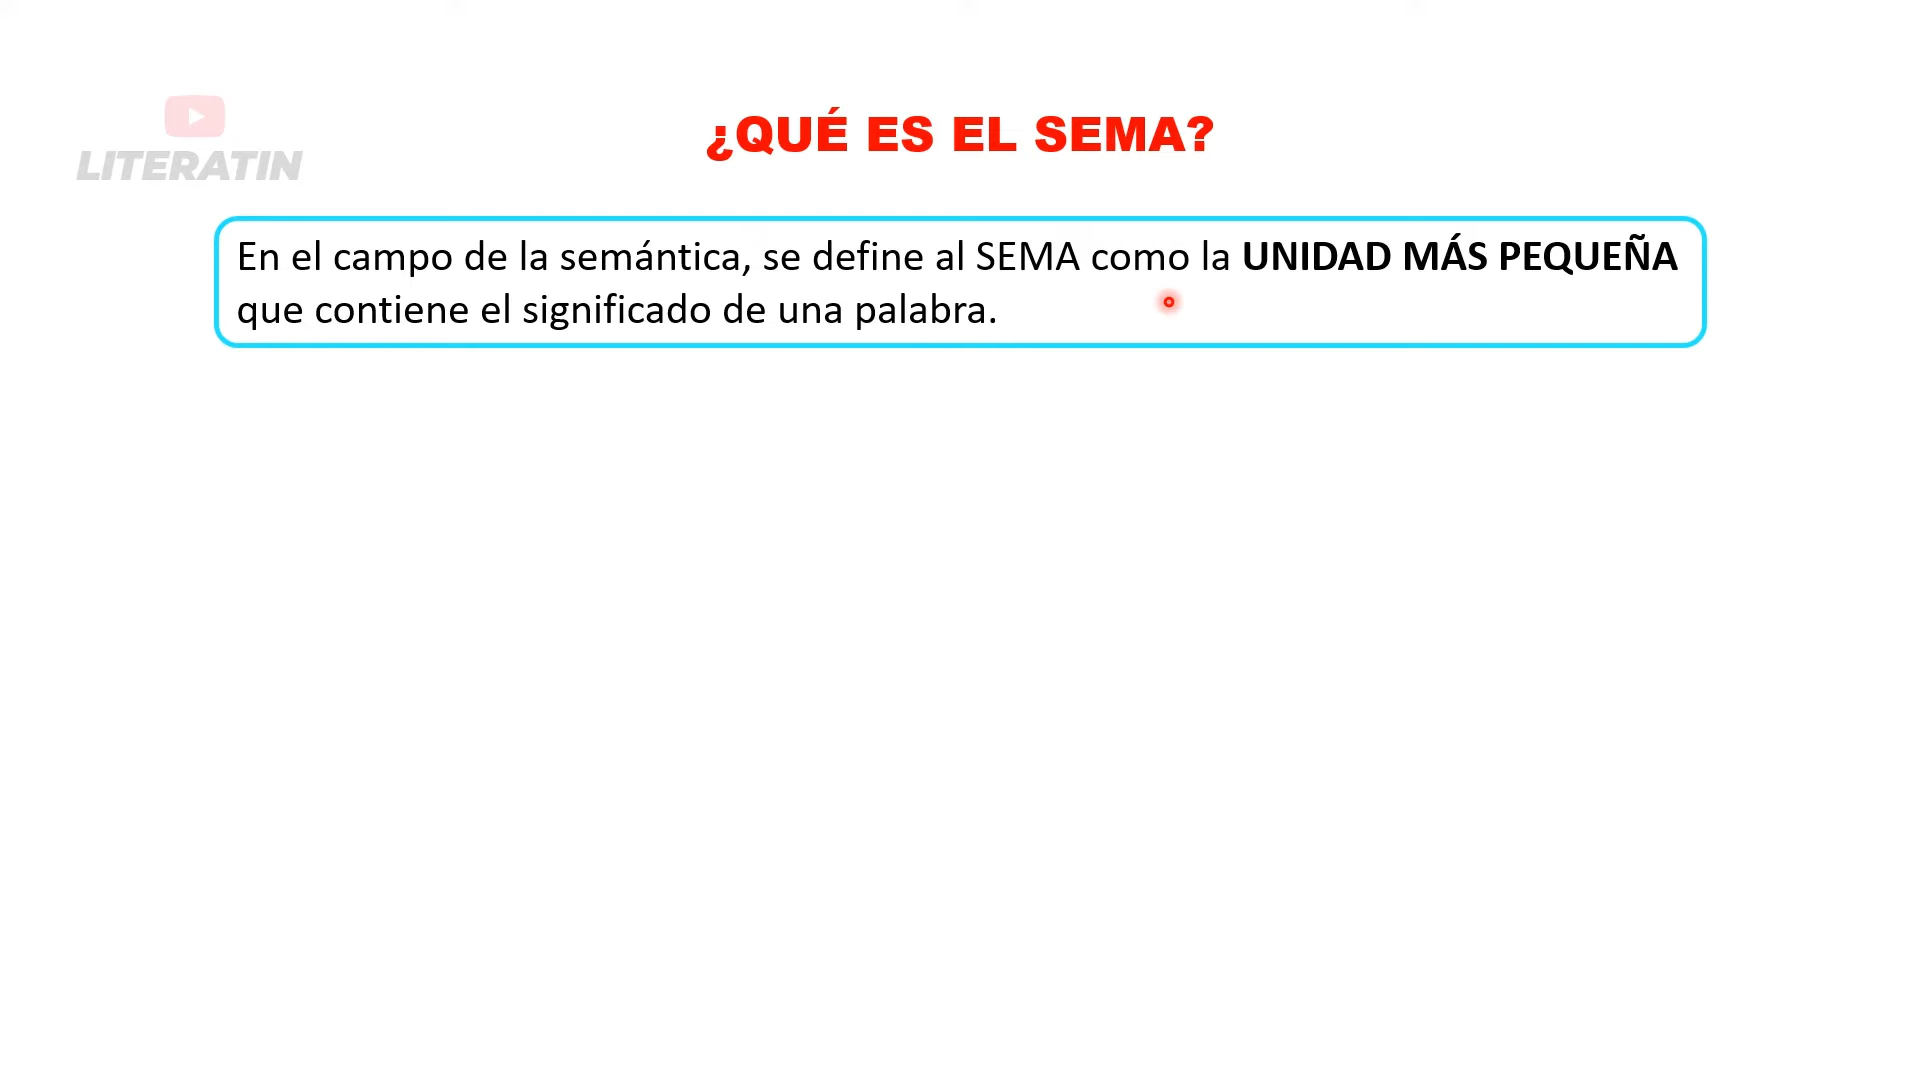 LITERATIN
¿QUÉ ES EL SEMA?
En el campo de la semántica, se define al SEMA como la UNIDAD MÁS PEQUEÑA
que contiene el significado de una palabra.